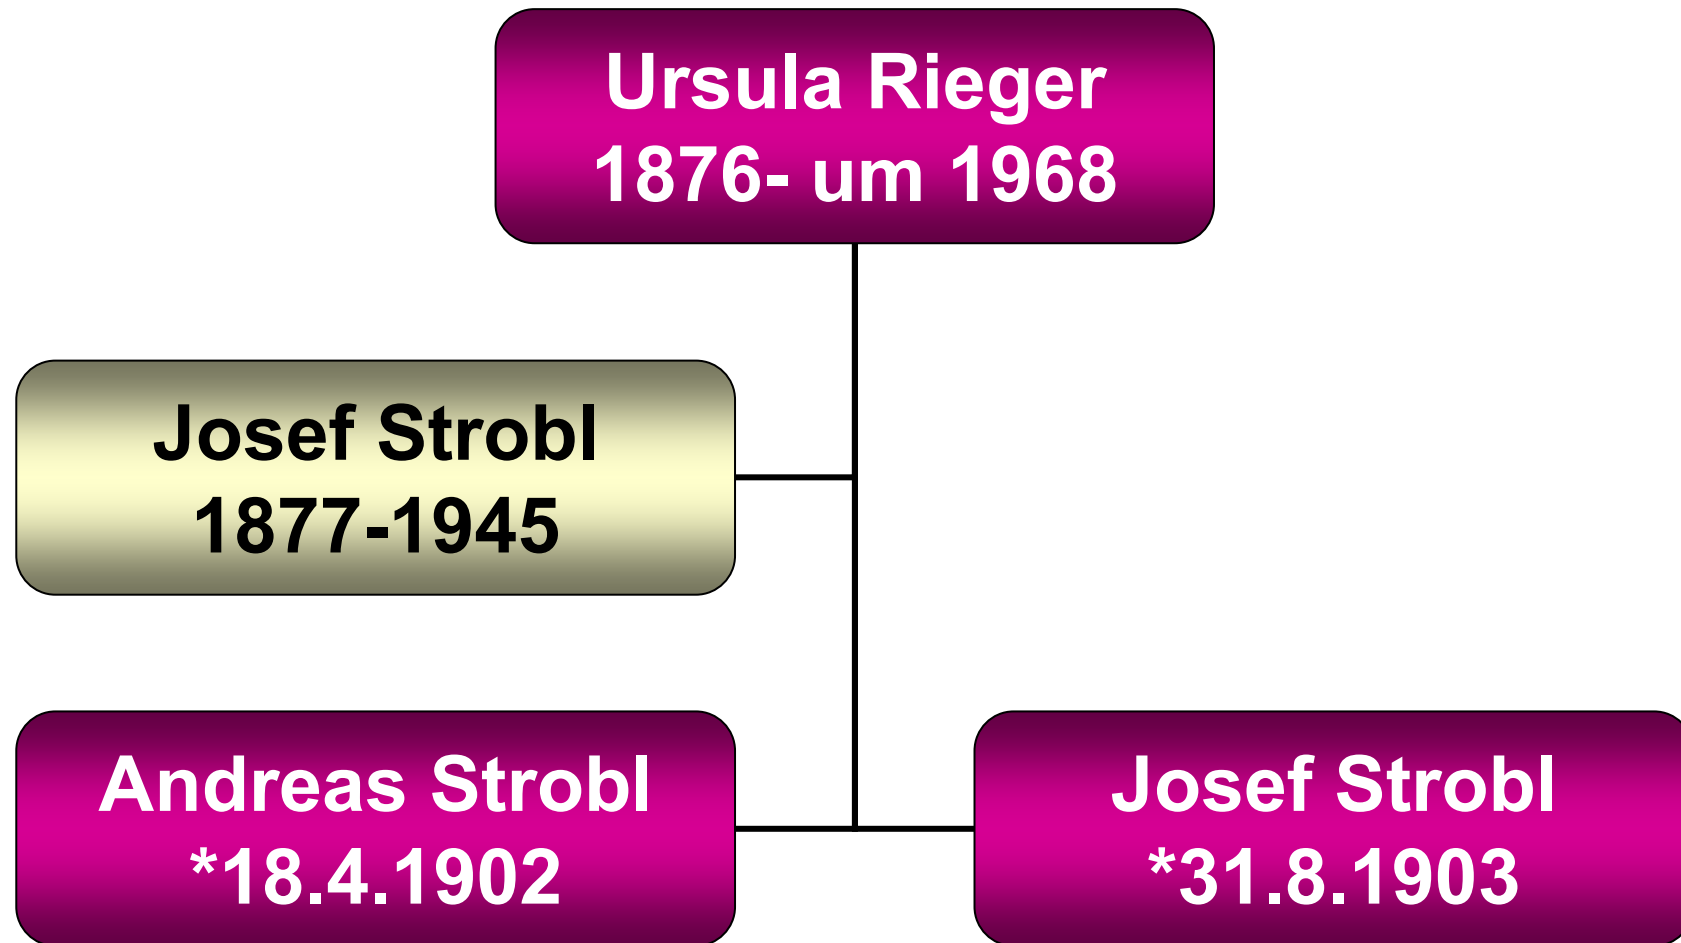 Ursula Rieger
1876- um 1968
Josef Strobl
1877-1945
Andreas Strobl
*18.4.1902
Josef Strobl
*31.8.1903